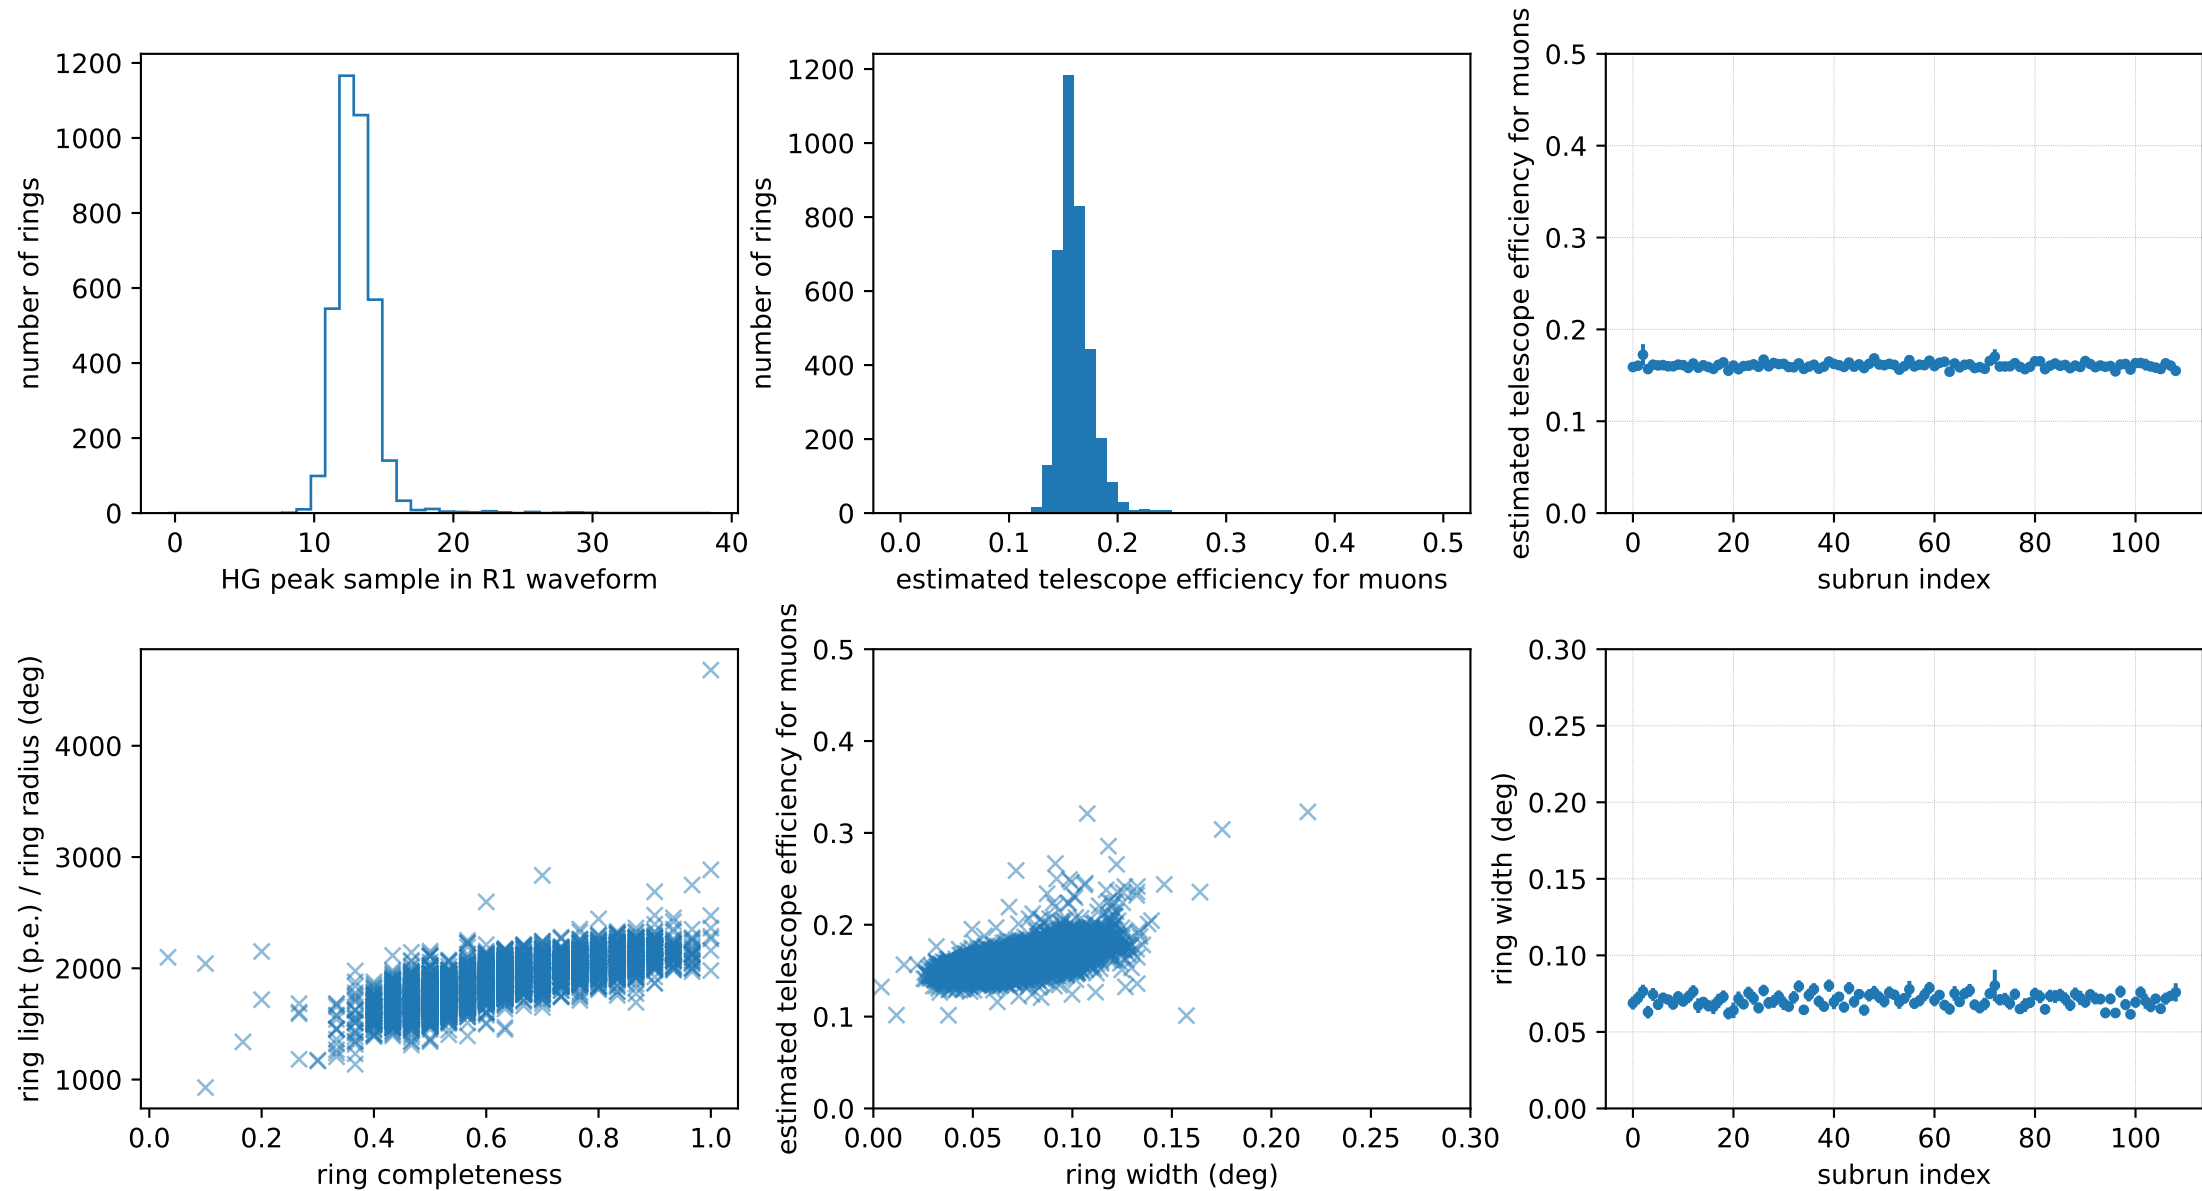 number of rings
1200
1000
800
600
400
200
0
0 10 20 30 40
HG peak sample in R1 waveform
number of rings
1200
1000
800
600
400
200
0
0.0 0.1 0.2 0.3 0.4 0.5
estimated telescope efficiency for muons
estimated telescope efficiency for muons
0.5
0.4
0.3
0.2
0.1
0.0
0 20 40 60 80 100
subrun index
ring light (p.e.) / ring radius (deg)
4000
3000
2000
1000
0.0 0.2 0.4 0.6 0.8 1.0
ring completeness
estimated telescope efficiency for muons
0.5
0.4
0.3
0.2
0.1
0.0
0.00 0.05 0.10 0.15 0.20 0.25 0.30
ring width (deg)
ring width (deg)
0.30
0.25
0.20
0.15
0.10
0.05
0.00
0 20 40 60 80 100
subrun index